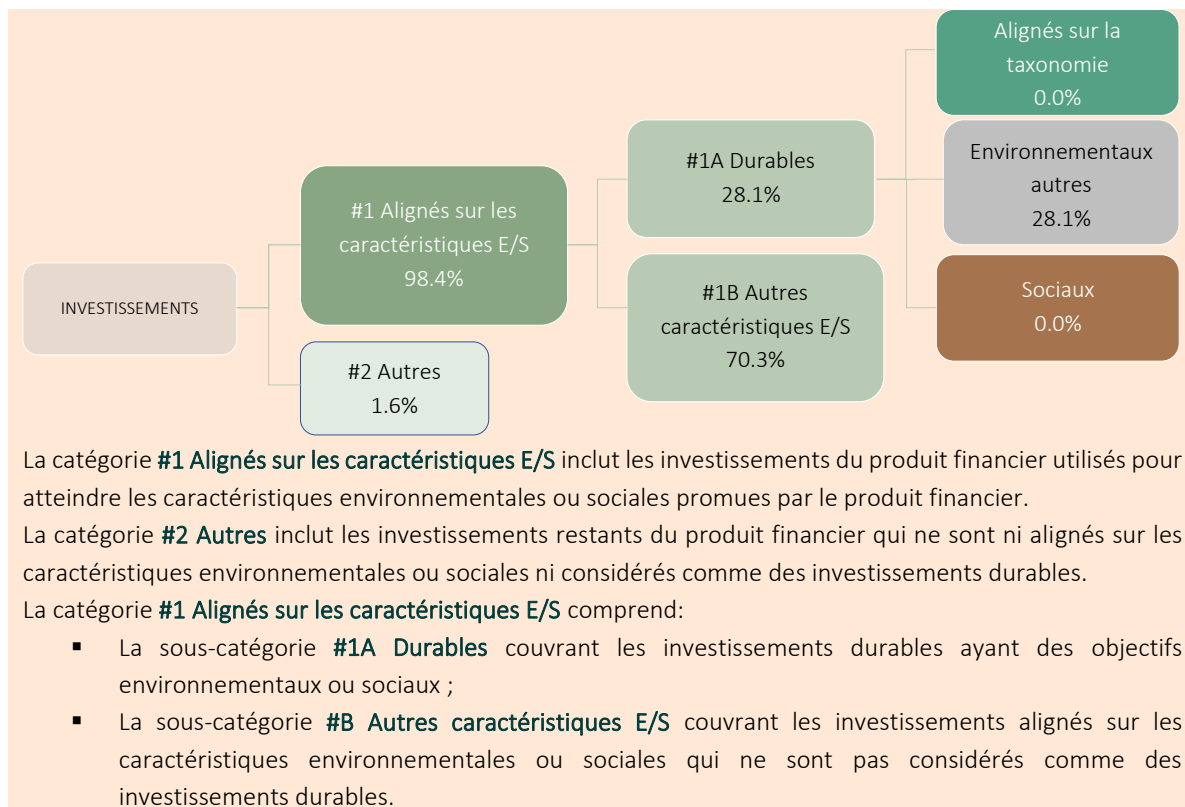 INVESTISSEMENTS
#1 Alignés sur les
caractéristiques E/S
98.4%
#2 Autres
1.6%
#1A Durables
28.1%
#1B Autres
caractéristiques E/S
70.3%
Alignés sur la
taxonomie
0.0%
Environnementaux
autres
28.1%
Sociaux
0.0%
La catégorie #1 Alignés sur les caractéristiques E/S inclut les investissements du produit financier utilisés pour
atteindre les caractéristiques environnementales ou sociales promues par le produit financier.
La catégorie #2 Autres inclut les investissements restants du produit financier qui ne sont ni alignés sur les
caractéristiques environnementales ou sociales ni considérés comme des investissements durables.
La catégorie #1 Alignés sur les caractéristiques E/S comprend:
▪ La sous-catégorie #1A Durables couvrant les investissements durables ayant des objectifs
environnementaux ou sociaux ;
▪ La sous-catégorie #B Autres caractéristiques E/S couvrant les investissements alignés sur les
caractéristiques environnementales ou sociales qui ne sont pas considérés comme des
investissements durables.